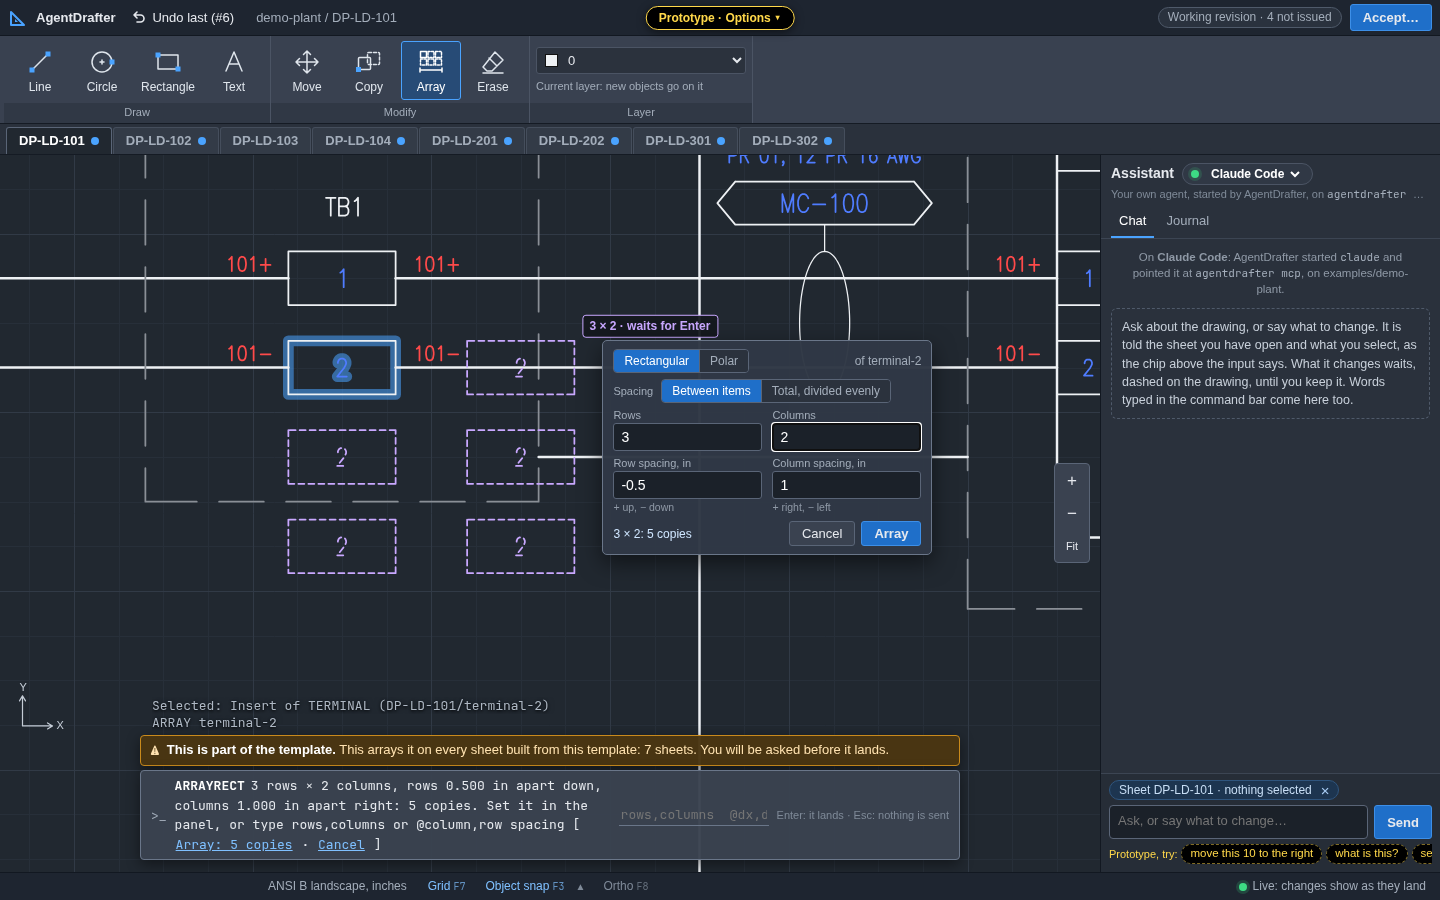 AgentDrafter
Undo last (#6)
demo-plant / DP-LD-101
Prototype · Options ▾
Working revision · 4 not issued
Accept…
Line
Circle
Rectangle
Text
Move
Copy
Array
Erase
0
Current layer: new objects go on it
Draw
Modify
Layer
DP-LD-101
DP-LD-102
DP-LD-103
DP-LD-104
DP-LD-201
DP-LD-202
DP-LD-301
DP-LD-302
PR 01, 12 PR 16 AWG
TB1
MC-100
101+
1
101+
101+
1
101-
2
101-
2
101-
2
2
2
2
2
3 × 2 · waits for Enter
Rectangular
Polar
of terminal-2
Spacing
Between items
Total, divided evenly
Rows
Columns
3
2
Row spacing, in
Column spacing, in
-0.5
1
+ up, − down
+ right, − left
3 × 2: 5 copies
Cancel
Array
+
−
Fit
Y
X
Selected: Insert of TERMINAL (DP-LD-101/terminal-2)
ARRAY terminal-2
This is part of the template. This arrays it on every sheet built from this template: 7 sheets. You will be asked before it lands.
>_
ARRAYRECT 3 rows × 2 columns, rows 0.500 in apart down,
columns 1.000 in apart right: 5 copies. Set it in the
panel, or type rows,columns or @column,row spacing [
Array: 5 copies · Cancel ]
rows,columns @dx,d
Enter: it lands · Esc: nothing is sent
Assistant
Claude Code
Your own agent, started by AgentDrafter, on agentdrafter …
Chat
Journal
On Claude Code: AgentDrafter started claude and
pointed it at agentdrafter mcp, on examples/demo-
plant.
Ask about the drawing, or say what to change. It is
told the sheet you have open and what you select, as
the chip above the input says. What it changes waits,
dashed on the drawing, until you keep it. Words
typed in the command bar come here too.
Sheet DP-LD-101 · nothing selected ×
Ask, or say what to change…
Send
Prototype, try:
move this 10 to the right
what is this?
se
ANSI B landscape, inches
Grid F7
Object snap F3
▲
Ortho F8
Live: changes show as they land